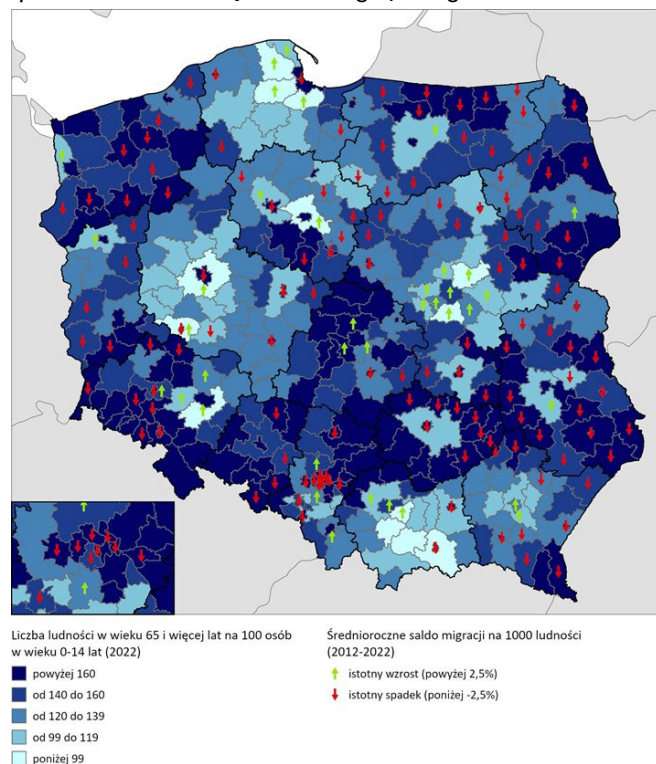 Liczba ludności w wieku 65 i więcej lat na 100 osób
w wieku 0-14 lat (2022)
powyżej 160
od 140 do 160
od 120 do 139
od 99 do 119
poniżej 99
Średnioroczne saldo migracji na 1000 ludności
(2012-2022)
istotny wzrost (powyżej 2,5%)
istotny spadek (poniżej -2,5%)